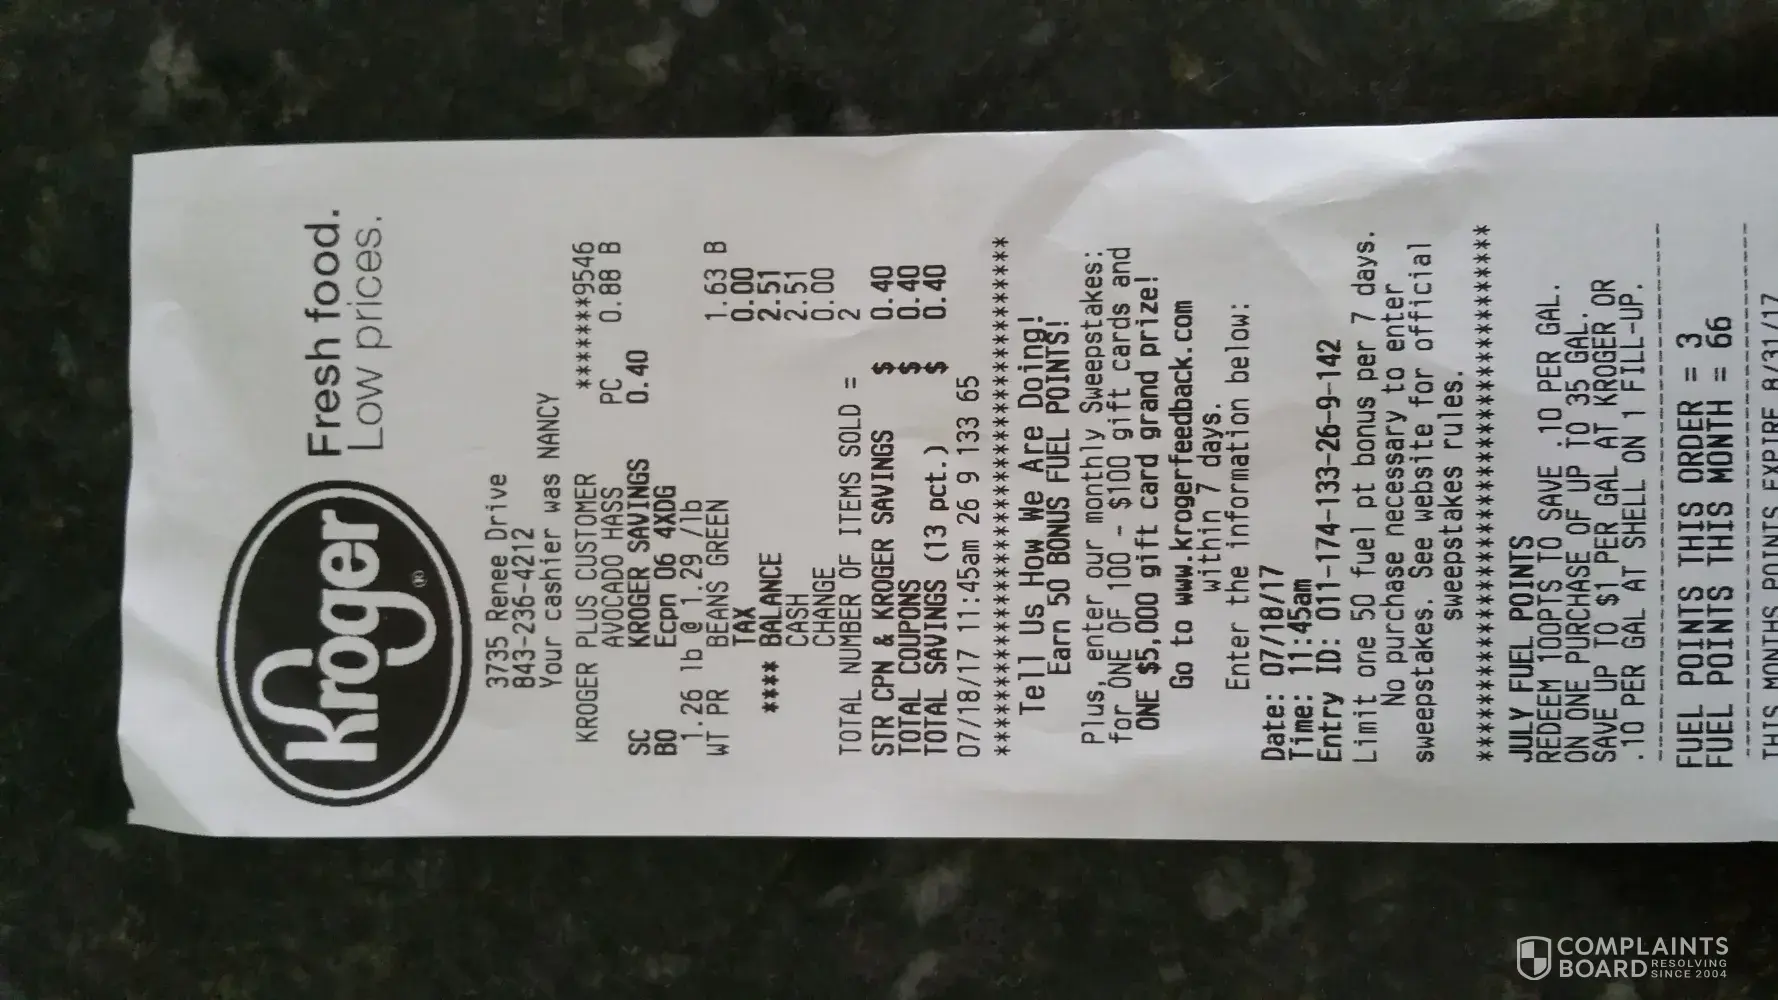 Kroger®
Fresh food.
Low prices.
3735 Renee Drive
843-236-4212
Your cashier was NANCY
KROGER PLUS CUSTOMER *******9546
AVOCADO HASS PC 0.88 B
SC KROGER SAVINGS 0.40
BO Ecpn 06 4XDG
1.26 lb @ 1.29 /lb
WT PR BEANS GREEN 1.63 B
TAX 0.00
**** BALANCE 2.51
CASH 2.51
CHANGE 0.00
TOTAL NUMBER OF ITEMS SOLD = 2
STR CPN & KROGER SAVINGS $ 0.40
TOTAL COUPONS $ 0.40
TOTAL SAVINGS (13 pct.) $ 0.40
07/18/17 11:45am 26 9 133 65
************************************
Tell Us How We Are Doing!
Earn 50 BONUS FUEL POINTS!
Plus, enter our monthly Sweepstakes:
for ONE OF 100 - $100 gift cards and
ONE $5,000 gift card grand prize!
Go to www.krogerfeedback.com
within 7 days.
Enter the information below:
Date: 07/18/17
Time: 11:45am
Entry ID: 011-174-133-26-9-142
Limit one 50 fuel pt bonus per 7 days.
No purchase necessary to enter
sweepstakes. See website for official
sweepstakes rules.
************************************
JULY FUEL POINTS
REDEEM 100PTS TO SAVE .10 PER GAL.
ON ONE PURCHASE OF UP TO 35 GAL.
SAVE UP TO $1 PER GAL AT KROGER OR
.10 PER GAL AT SHELL ON 1 FILL-UP.
------------------------------------
FUEL POINTS THIS ORDER = 3
FUEL POINTS THIS MONTH = 66
------------------------------------
THIS MONTHS POINTS EXPIRE 8/31/17
COMPLAINTS
BOARD RESOLVING
SINCE 2004